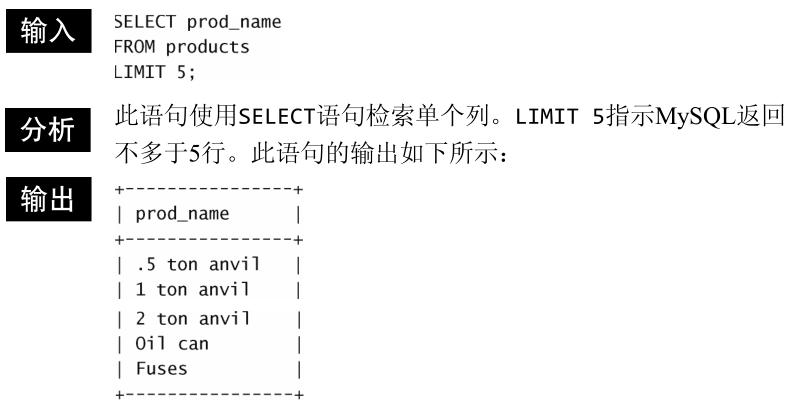 输入
SELECT prod_name
FROM products
LIMIT 5;
分析
此语句使用SELECT语句检索单个列。LIMIT 5指示MySQL返回
不多于5行。此语句的输出如下所示：
输出
+----------------+
| prod_name      |
+----------------+
| .5 ton anvil   |
| 1 ton anvil    |
| 2 ton anvil    |
| Oil can        |
| Fuses          |
+----------------+